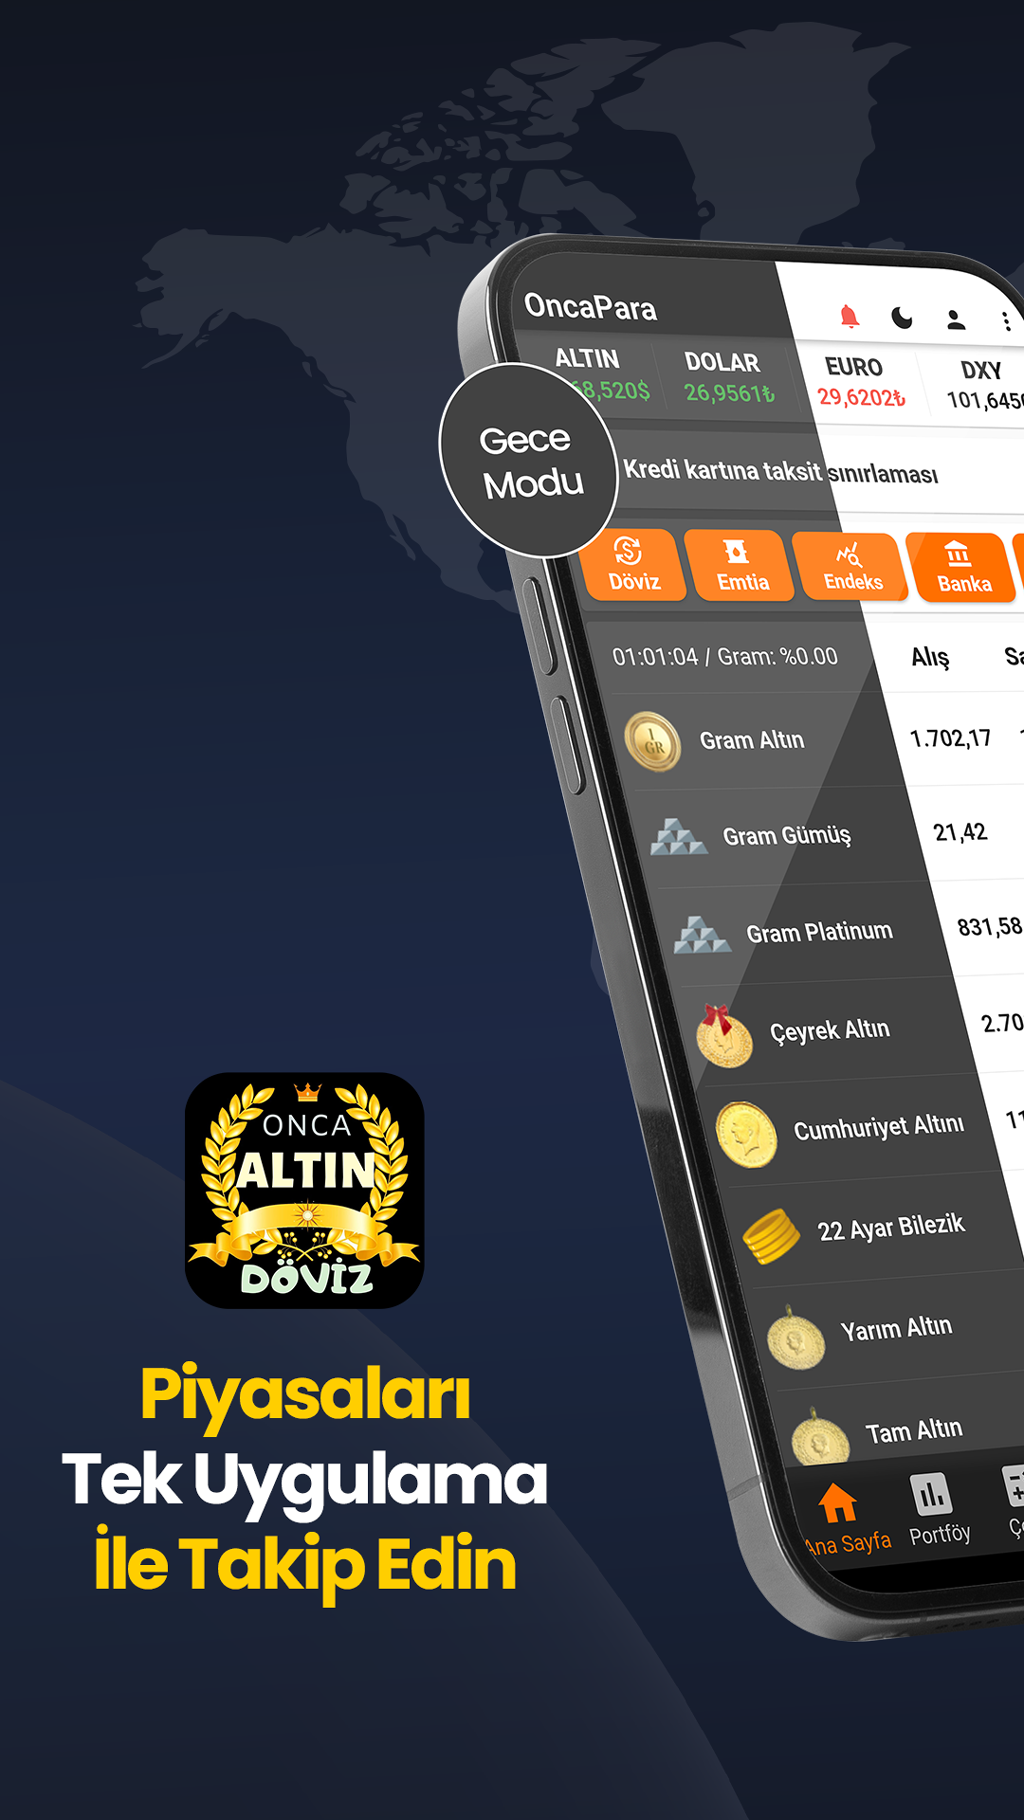 OncaPara
ALTIN DOLAR EURO DXY
68,520$ 26,9561₺ 29,6202₺ 101,645
Gece
Modu
Kredi kartına taksit sınırlaması
Döviz Emtia Endeks Banka
01:01:04 / Gram: %0.00 Alış
Gram Altın 1.702,17
Gram Gümüş 21,42
Gram Platinum 831,58
Çeyrek Altın 2.70
Cumhuriyet Altını 11
22 Ayar Bilezik
Yarım Altın
Tam Altın
Ana Sayfa Portföy
1
GR
ONCA
ALTIN
DÖVİZ
Piyasaları
Tek Uygulama
İle Takip Edin